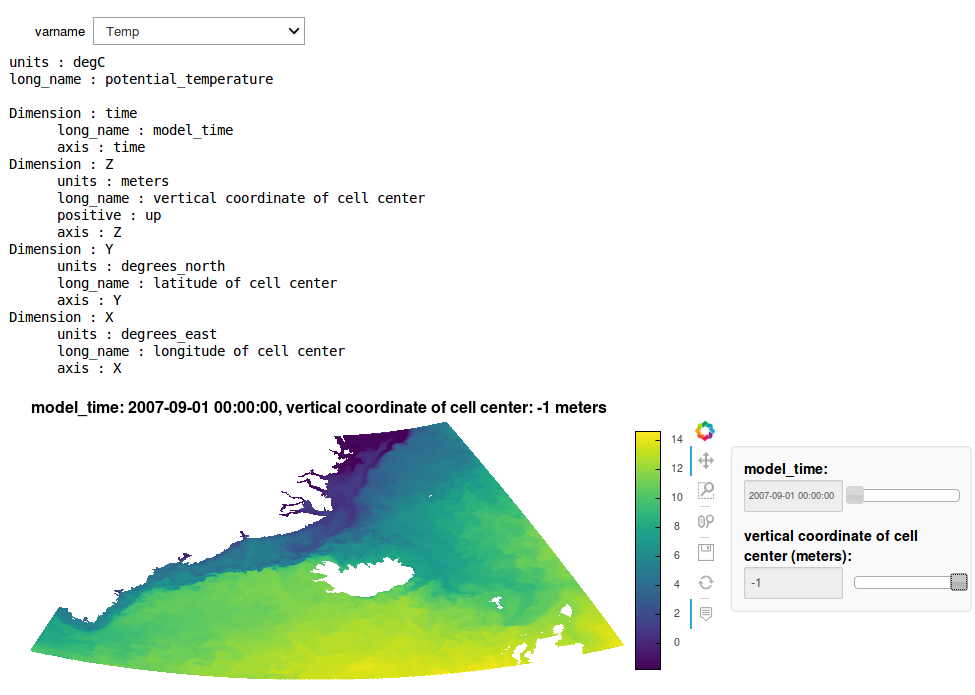 varname Temp
units : degC
long_name : potential_temperature
Dimension : time
long_name : model_time
axis : time
Dimension : Z
units : meters
long_name : vertical coordinate of cell center
positive : up
axis : Z
Dimension : Y
units : degrees_north
long_name : latitude of cell center
axis : Y
Dimension : X
units : degrees_east
long_name : longitude of cell center
axis : X
model_time: 2007-09-01 00:00:00, vertical coordinate of cell center: -1 meters
14
12
10
8
6
4
2
0
model_time:
2007-09-01 00:00:00
vertical coordinate of cell
center (meters):
-1